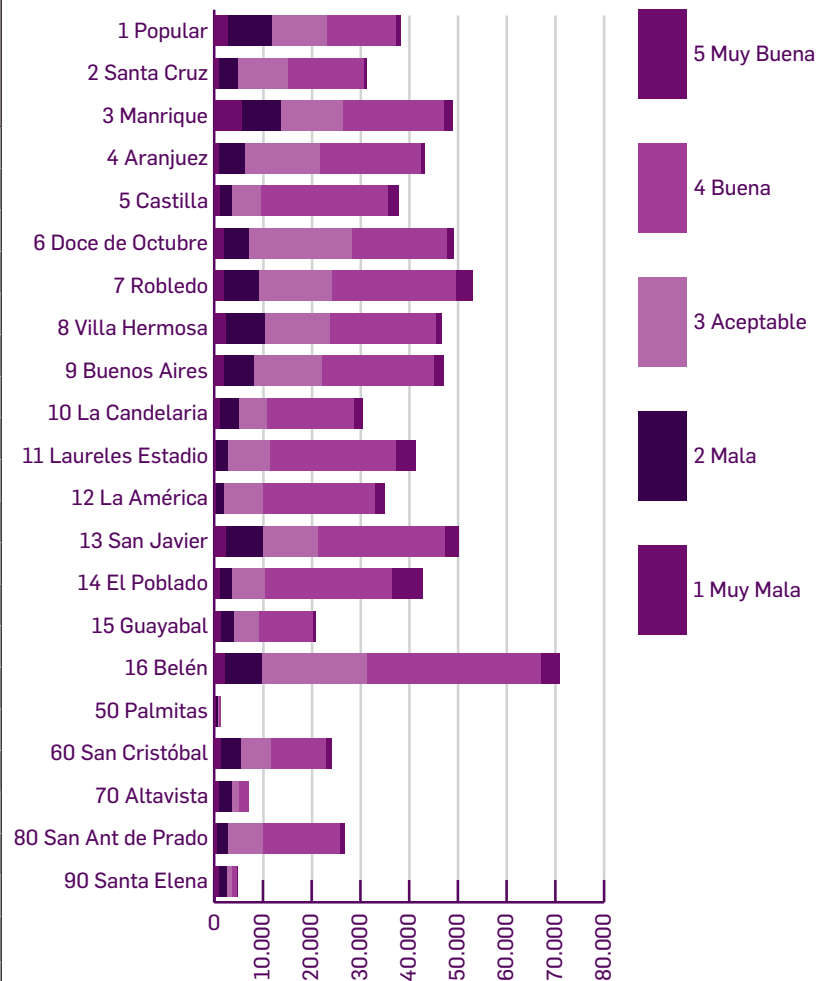 1 Popular
2 Santa Cruz
3 Manrique
4 Aranjuez
5 Castilla
6 Doce de Octubre
7 Robledo
8 Villa Hermosa
9 Buenos Aires
10 La Candelaria
11 Laureles Estadio
12 La América
13 San Javier
14 El Poblado
15 Guayabal
16 Belén
50 Palmitas
60 San Cristóbal
70 Altavista
80 San Ant de Prado
90 Santa Elena
0
10.000
20.000
30.000
40.000
50.000
60.000
70.000
80.000
5 Muy Buena
4 Buena
3 Aceptable
2 Mala
1 Muy Mala